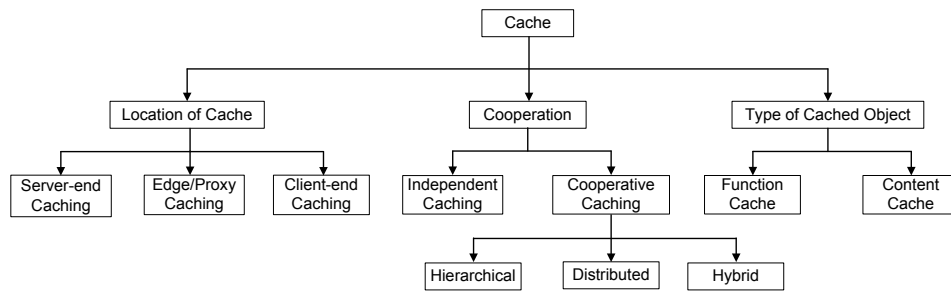 Cache
Location of Cache
Cooperation
Type of Cached Object
Server-end
Caching
Edge/Proxy
Caching
Client-end
Caching
Independent
Caching
Cooperative
Caching
Function
Cache
Content
Cache
Hierarchical
Distributed
Hybrid